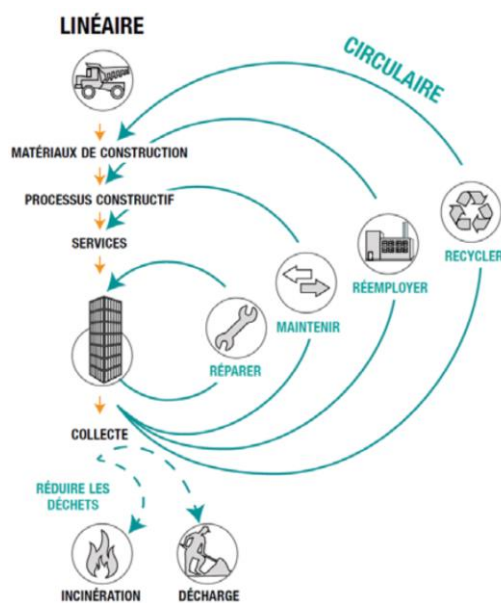 LINÉAIRE
CIRCULAIRE
MATÉRIAUX DE CONSTRUCTION
PROCESSUS CONSTRUCTIF
SERVICES
RECYCLER
RÉEMPLOYER
MAINTENIR
RÉPARER
COLLECTE
RÉDUIRE LES
DÉCHETS
INCINÉRATION
DÉCHARGE